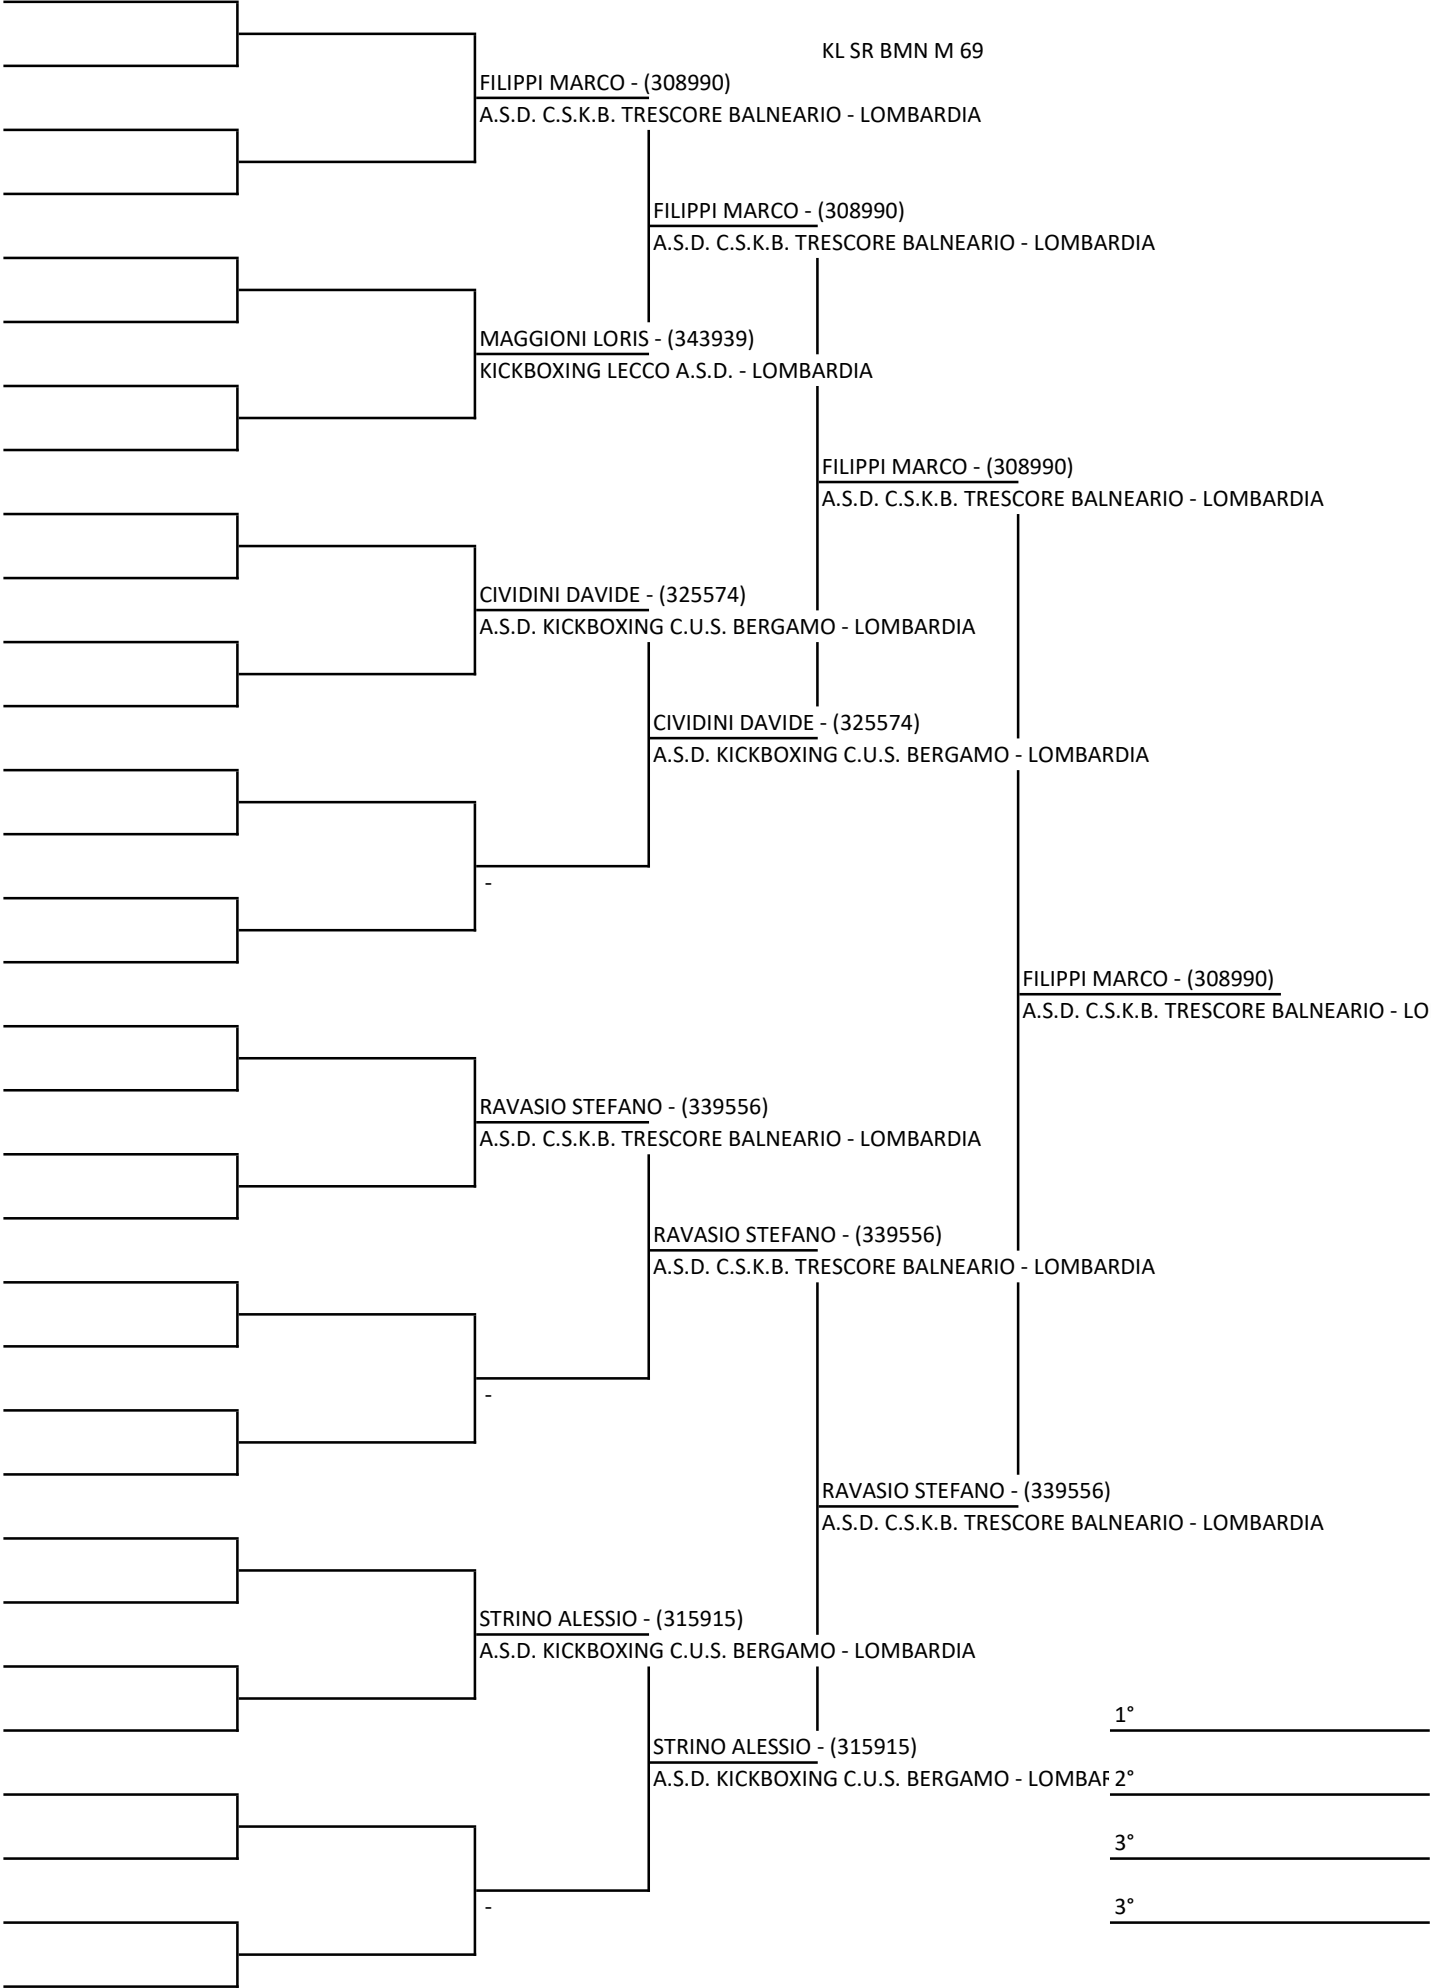 KL SR BMN M 69
FILIPPI MARCO - (308990)
A.S.D. C.S.K.B. TRESCORE BALNEARIO - LOMBARDIA
FILIPPI MARCO - (308990)
A.S.D. C.S.K.B. TRESCORE BALNEARIO - LOMBARDIA
MAGGIONI LORIS - (343939)
KICKBOXING LECCO A.S.D. - LOMBARDIA
FILIPPI MARCO - (308990)
A.S.D. C.S.K.B. TRESCORE BALNEARIO - LOMBARDIA
CIVIDINI DAVIDE - (325574)
A.S.D. KICKBOXING C.U.S. BERGAMO - LOMBARDIA
CIVIDINI DAVIDE - (325574)
A.S.D. KICKBOXING C.U.S. BERGAMO - LOMBARDIA
-
FILIPPI MARCO - (308990)
A.S.D. C.S.K.B. TRESCORE BALNEARIO - LO
RAVASIO STEFANO - (339556)
A.S.D. C.S.K.B. TRESCORE BALNEARIO - LOMBARDIA
RAVASIO STEFANO - (339556)
A.S.D. C.S.K.B. TRESCORE BALNEARIO - LOMBARDIA
-
RAVASIO STEFANO - (339556)
A.S.D. C.S.K.B. TRESCORE BALNEARIO - LOMBARDIA
STRINO ALESSIO - (315915)
A.S.D. KICKBOXING C.U.S. BERGAMO - LOMBARDIA
1°
STRINO ALESSIO - (315915)
A.S.D. KICKBOXING C.U.S. BERGAMO - LOMBAR
2°
3°
-
3°